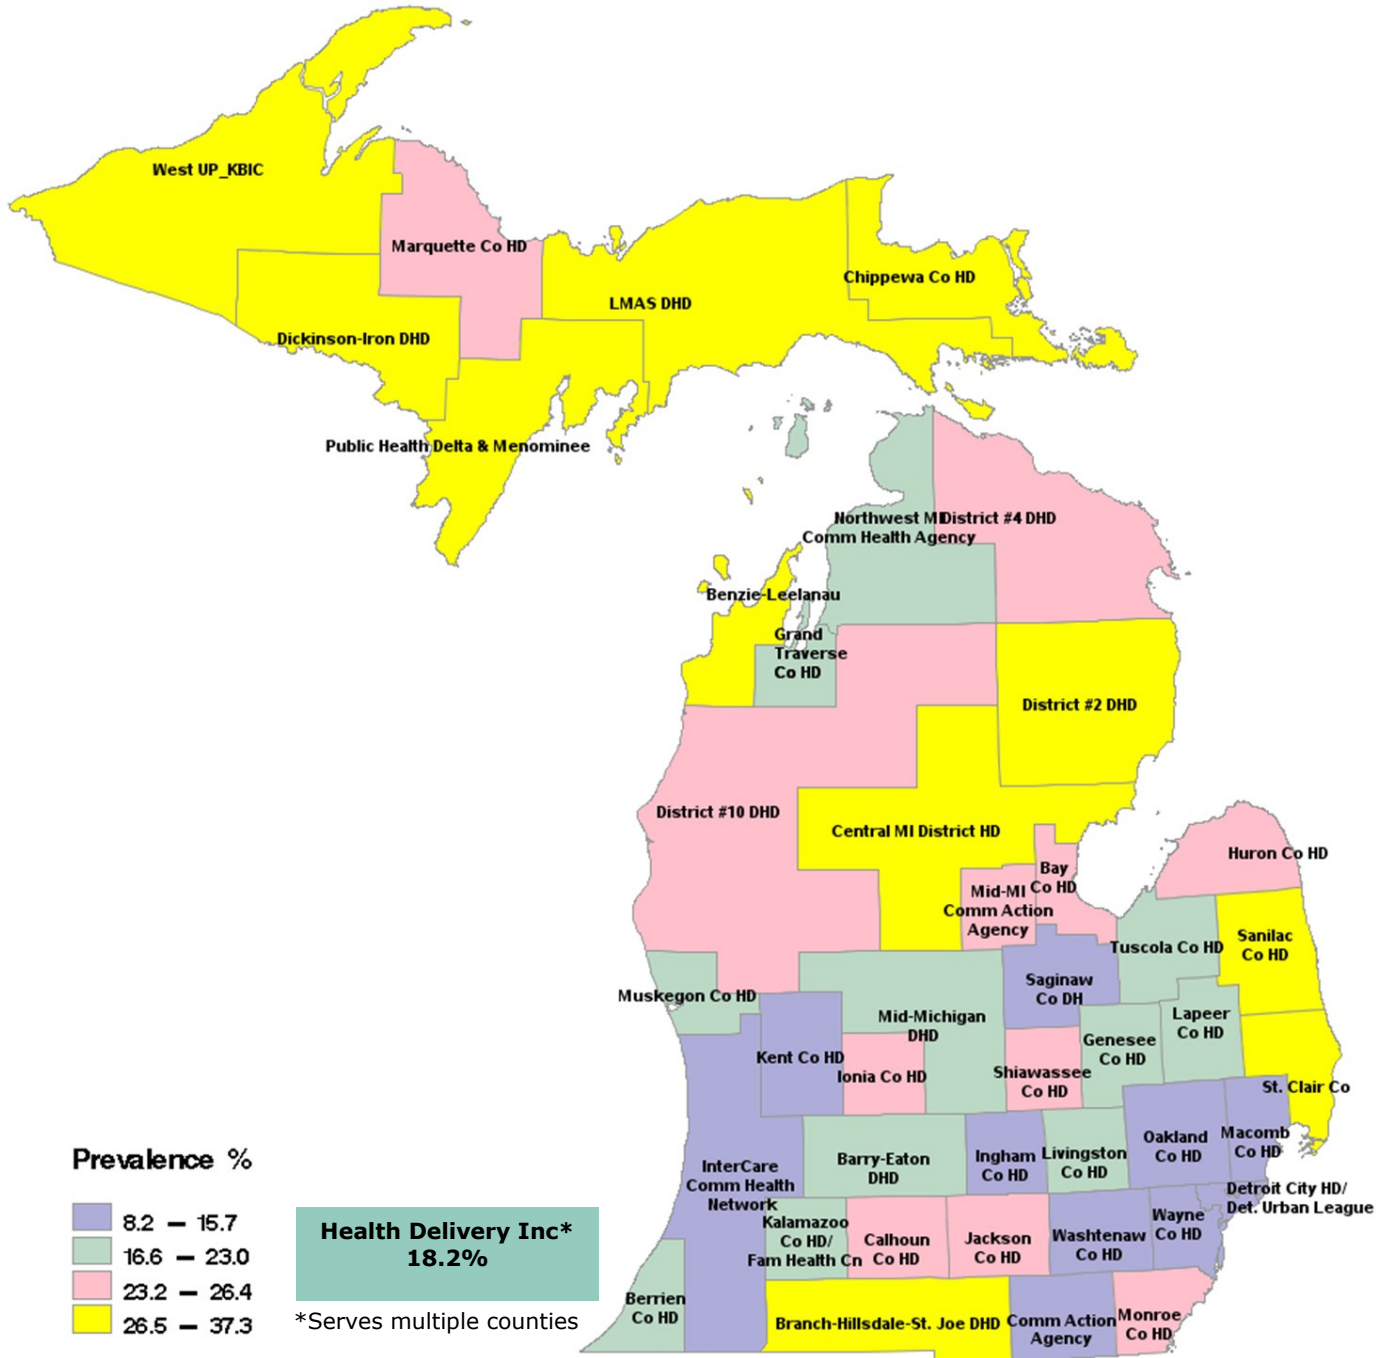 West UP_KBIC
Marquette Co HD
Chippewa Co HD
LMAS DHD
Dickinson-Iron DHD
Public Health Delta & Menominee
Northwest MI
Comm Health Agency
District #4 DHD
Benzie-Leelanau
Grand
Traverse
Co HD
District #2 DHD
District #10 DHD
Central MI District HD
Huron Co HD
Bay
Co HD
Mid-MI
Comm Action
Agency
Tuscola Co HD
Sanilac
Co HD
Saginaw
Co DH
Muskegon Co HD
Mid-Michigan
DHD
Lapeer
Co HD
Genesee
Co HD
Kent Co HD
Ionia Co HD
Shiawassee
Co HD
St. Clair Co
Oakland
Co HD
Macomb
Co HD
InterCare
Comm Health
Network
Barry-Eaton
DHD
Ingham
Co HD
Livingston
Co HD
Detroit City HD/
Det. Urban League
Kalamazoo
Co HD/
Fam Health Cn
Calhoun
Co HD
Jackson
Co HD
Washtenaw
Co HD
Wayne
Co HD
Berrien
Co HD
Branch-Hillsdale-St. Joe DHD
Comm Action
Agency
Monroe
Co HD
Prevalence %
8.2 – 15.7
16.6 – 23.0
23.2 – 26.4
26.5 – 37.3
Health Delivery Inc*
18.2%
*Serves multiple counties